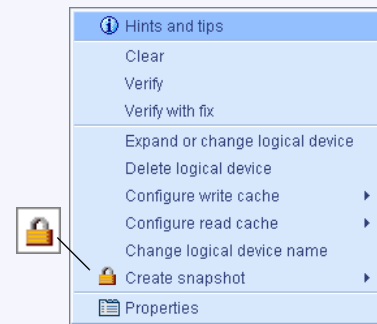 Hints and tips
Clear
Verify
Verify with fix
Expand or change logical device
Delete logical device
Configure write cache
Configure read cache
Change logical device name
Create snapshot
Properties